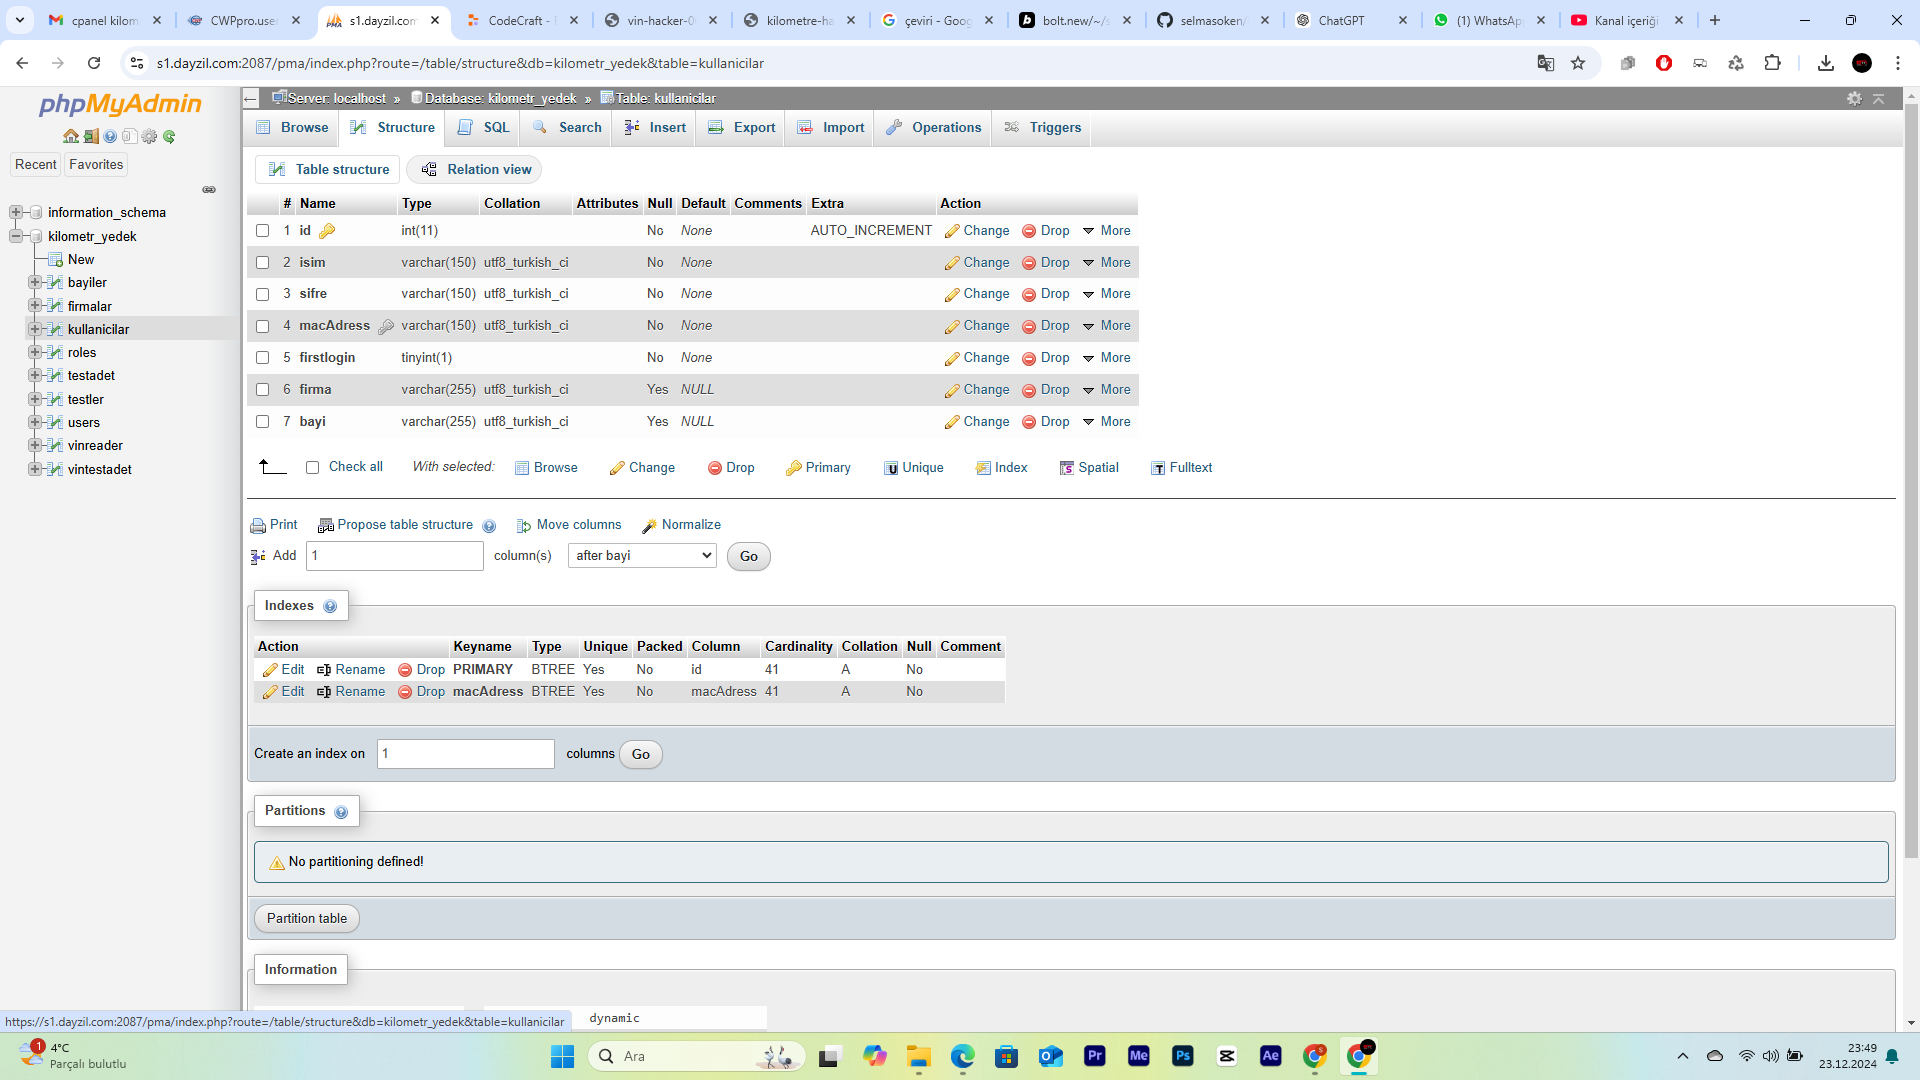 cpanel kilom
CWPpro.use
s1.dayzil.com
CodeCraft - 
vin-hacker-0
kilometre-ha
çeviri - Goog
bolt.new/~/s
selmasoken/
ChatGPT
(1) WhatsAp
Kanal içeriği
s1.dayzil.com:2087/pma/index.php?route=/table/structure&db=kilometr_yedek&table=kullanicilar
phpMyAdmin
Recent
Favorites
information_schema
kilometr_yedek
New
bayiler
firmalar
kullanicilar
roles
testadet
testler
users
vinreader
vintestadet
Server: localhost » Database: kilometr_yedek » Table: kullanicilar
Browse Structure SQL Search Insert Export Import Operations Triggers
Table structure Relation view
# Name Type Collation Attributes Null Default Comments Extra Action
1 id int(11) No None AUTO_INCREMENT Change Drop More
2 isim varchar(150) utf8_turkish_ci No None Change Drop More
3 sifre varchar(150) utf8_turkish_ci No None Change Drop More
4 macAdress varchar(150) utf8_turkish_ci No None Change Drop More
5 firstlogin tinyint(1) No None Change Drop More
6 firma varchar(255) utf8_turkish_ci Yes NULL Change Drop More
7 bayi varchar(255) utf8_turkish_ci Yes NULL Change Drop More
Check all With selected: Browse Change Drop Primary Unique Index Spatial Fulltext
Print Propose table structure Move columns Normalize
Add 1 column(s) after bayi Go
Indexes
Action Keyname Type Unique Packed Column Cardinality Collation Null Comment
Edit Rename Drop PRIMARY BTREE Yes No id 41 A No
Edit Rename Drop macAdress BTREE Yes No macAdress 41 A No
Create an index on 1 columns Go
Partitions
No partitioning defined!
Partition table
Information
dynamic
https://s1.dayzil.com:2087/pma/index.php?route=/table/structure&db=kilometr_yedek&table=kullanicilar
1
4°C
Parçalı bulutlu
Ara
Pr
Me
Ps
Ae
23:49
23.12.2024